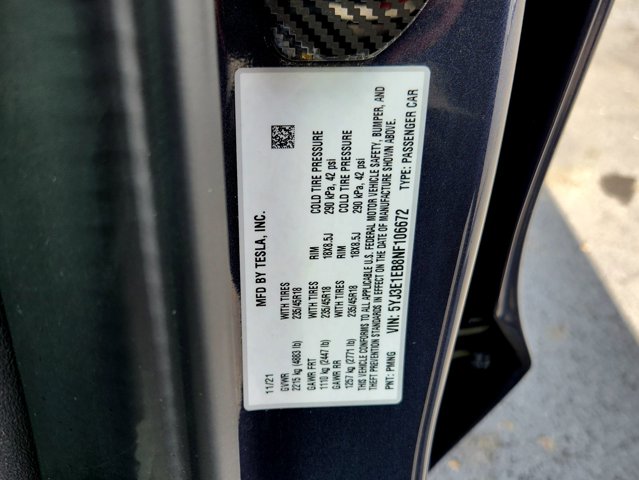 MFD BY TESLA, INC.
11/21
GVWR
2215 kg (4883 lb)
WITH TIRES
235/45R18
RIM
18X8.5J
COLD TIRE PRESSURE
290 kPa, 42 psi
GAWR FRT
1110 kg (2447 lb)
WITH TIRES
235/45R18
RIM
18X8.5J
COLD TIRE PRESSURE
290 kPa, 42 psi
GAWR RR
1257 kg (2771 lb)
THIS VEHICLE CONFORMS TO ALL APPLICABLE U.S. FEDERAL MOTOR VEHICLE SAFETY, BUMPER, AND
THEFT PREVENTION STANDARDS IN EFFECT ON THE DATE OF MANUFACTURE SHOWN ABOVE.
VIN: 5YJ3E1EB8NF106672
PNT: PMNG
TYPE: PASSENGER CAR